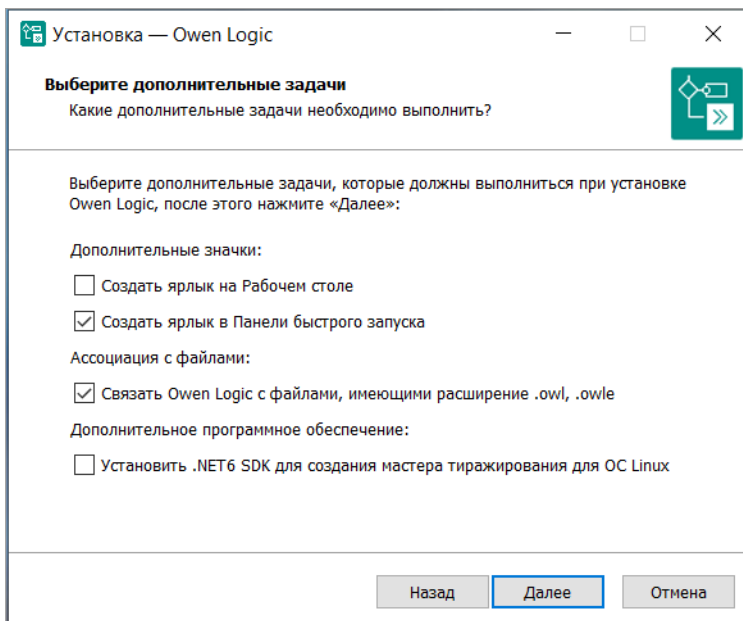 Установка — Owen Logic
Выберите дополнительные задачи
Какие дополнительные задачи необходимо выполнить?
Выберите дополнительные задачи, которые должны выполниться при установке
Owen Logic, после этого нажмите «Далее»:
Дополнительные значки:
Создать ярлык на Рабочем столе
Создать ярлык в Панели быстрого запуска
Ассоциация с файлами:
Связать Owen Logic с файлами, имеющими расширение .owl, .owle
Дополнительное программное обеспечение:
Установить .NET6 SDK для создания мастера тиражирования для ОС Linux
Назад
Далее
Отмена